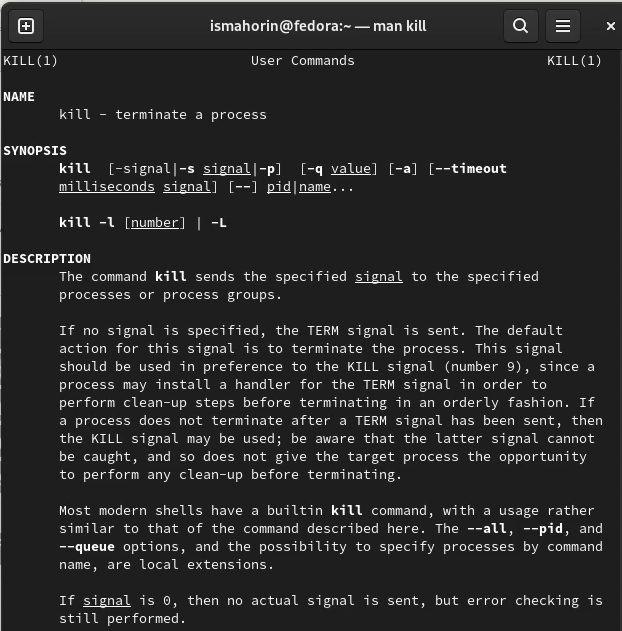 ismahorin@fedora:~ — man kill
KILL(1) User Commands KILL(1)
NAME
kill - terminate a process
SYNOPSIS
kill [-signal|-s signal|-p] [-q value] [-a] [--timeout
milliseconds signal] [--] pid|name...
kill -l [number] | -L
DESCRIPTION
The command kill sends the specified signal to the specified
processes or process groups.
If no signal is specified, the TERM signal is sent. The default
action for this signal is to terminate the process. This signal
should be used in preference to the KILL signal (number 9), since a
process may install a handler for the TERM signal in order to
perform clean-up steps before terminating in an orderly fashion. If
a process does not terminate after a TERM signal has been sent, then
the KILL signal may be used; be aware that the latter signal cannot
be caught, and so does not give the target process the opportunity
to perform any clean-up before terminating.
Most modern shells have a builtin kill command, with a usage rather
similar to that of the command described here. The --all, --pid, and
--queue options, and the possibility to specify processes by command
name, are local extensions.
If signal is 0, then no actual signal is sent, but error checking is
still performed.